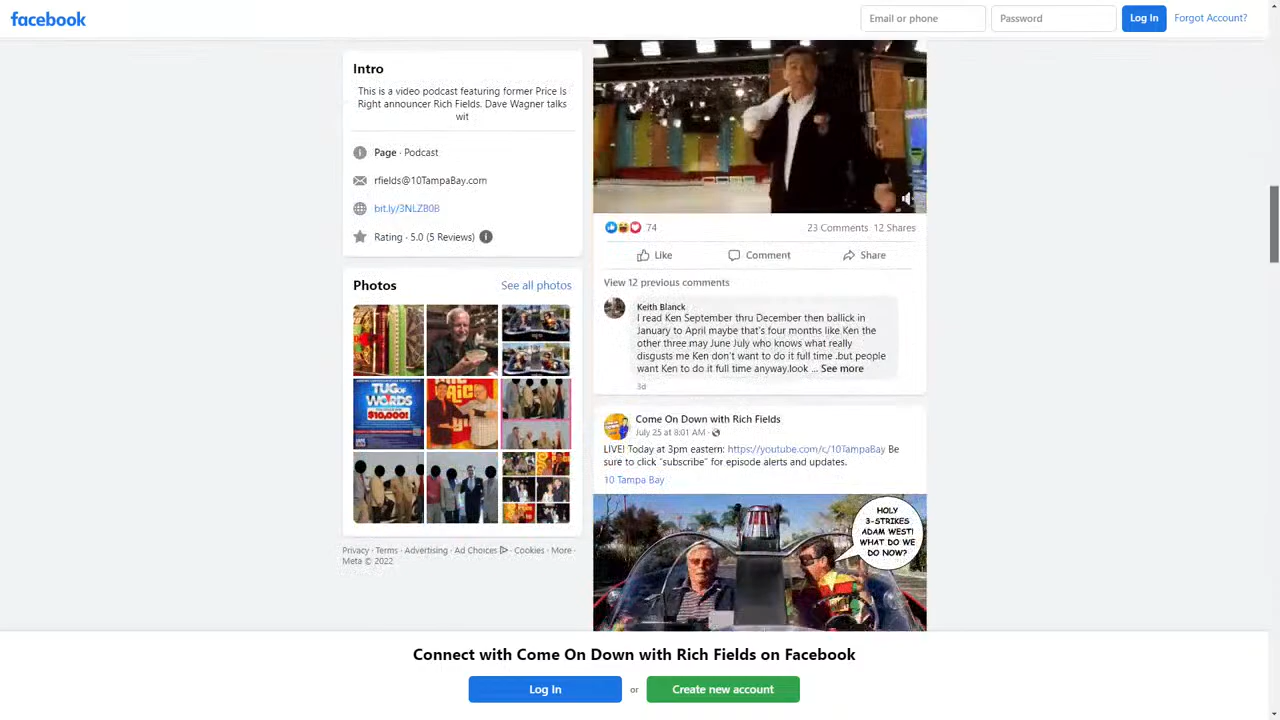 facebook
Email or phone
Password
Log In
Forgot Account?
Intro
This is a video podcast featuring former Price Is
Right announcer Rich Fields. Dave Wagner talks
wit
Page · Podcast
rfields@10TampaBay.com
bit.ly/3NLZB0B
Rating · 5.0 (5 Reviews)
Photos
See all photos
TUG OF
WORDS
$10,000!
Privacy · Terms · Advertising · Ad Choices · Cookies · More ·
Meta © 2022
74
23 Comments 12 Shares
Like
Comment
Share
View 12 previous comments
Keith Blanck
I read Ken September thru December then ballick in
January to April maybe that's four months like Ken the
other three may June July who knows what really
disgusts me Ken don't want to do it full time .but people
want Ken to do it full time anyway.look ... See more
3d
Come On Down with Rich Fields
July 25 at 8:01 AM ·
LIVE! Today at 3pm eastern: https://youtube.com/c/10TampaBay Be
sure to click "subscribe" for episode alerts and updates.
10 Tampa Bay
HOLY
3-STRIKES
ADAM WEST!
WHAT DO WE
DO NOW?
Connect with Come On Down with Rich Fields on Facebook
Log In
or
Create new account